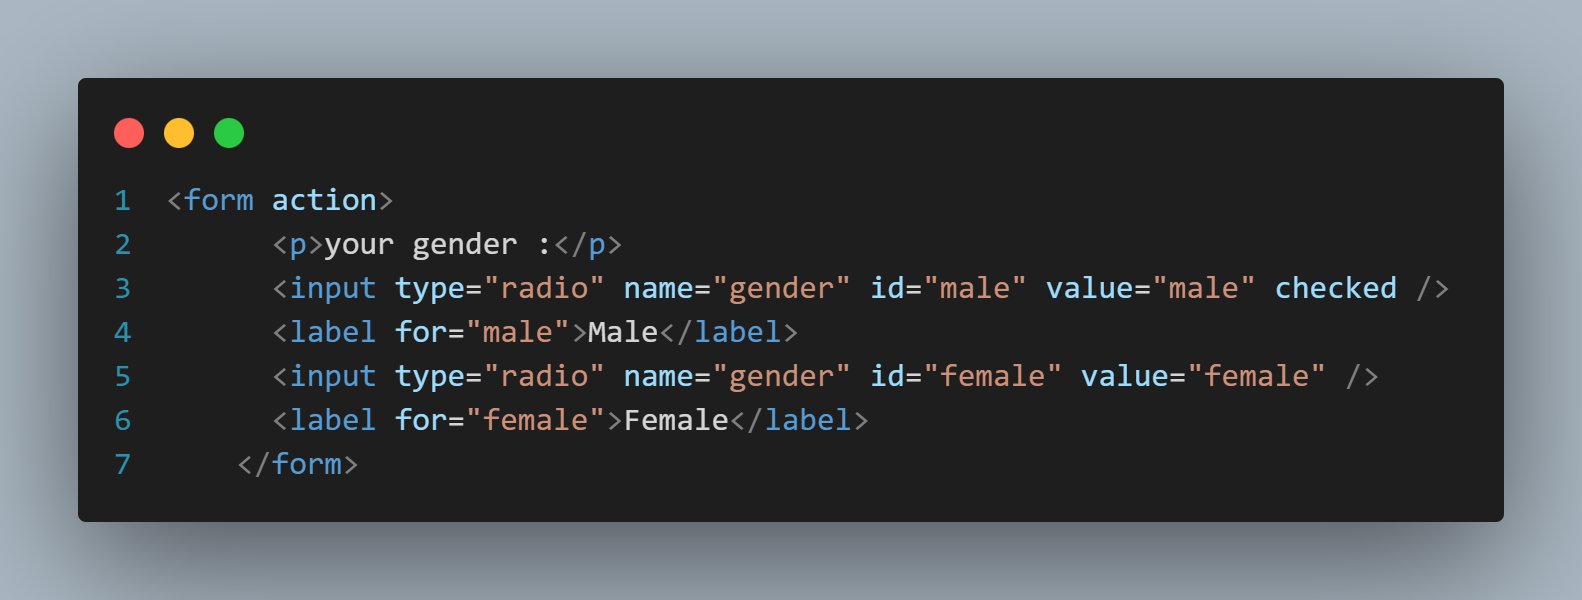 1 <form action>
2 <p>your gender :</p>
3 <input type="radio" name="gender" id="male" value="male" checked />
4 <label for="male">Male</label>
5 <input type="radio" name="gender" id="female" value="female" />
6 <label for="female">Female</label>
7 </form>